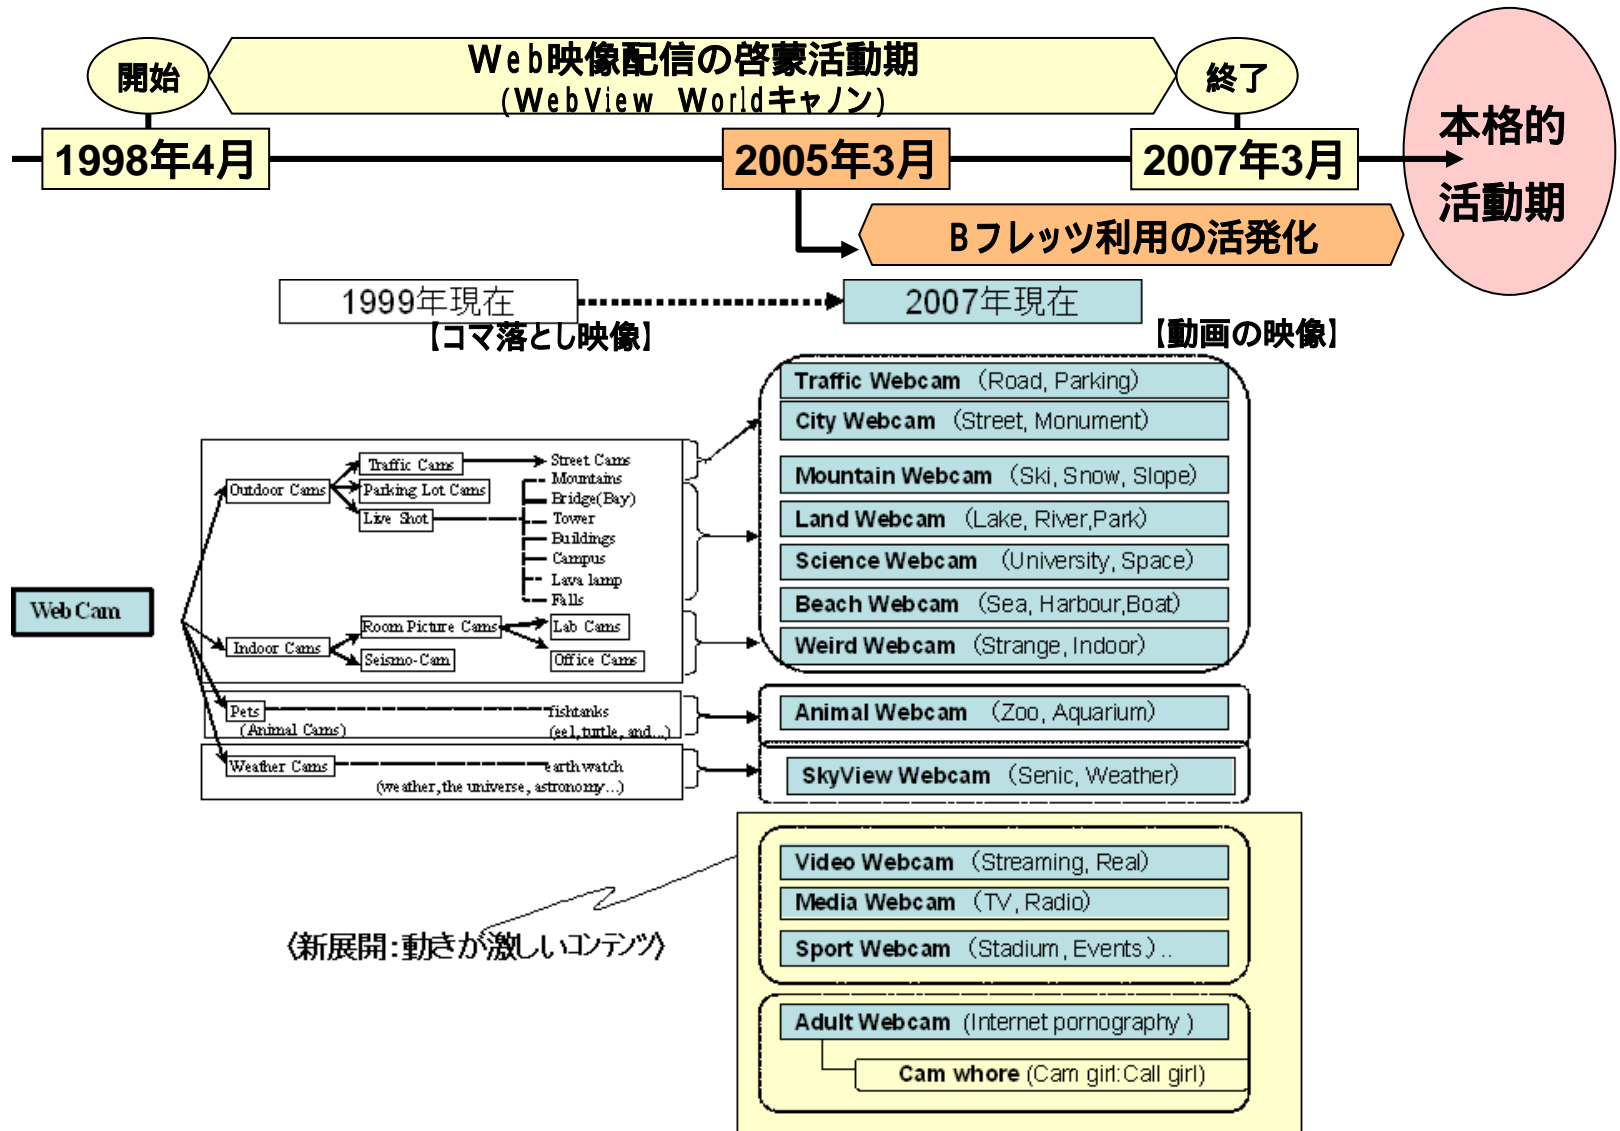 開始
Web映像配信の啓蒙活動期
(WebView Worldキャノン)
終了
本格的
活動期
1998年4月
2005年3月
2007年3月
Bフレッツ利用の活発化
1999年現在
2007年現在
【コマ落とし映像】
【動画の映像】
Web Cam
Outdoor Cams
Traffic Cams
Parking Lot Cams
Live Shot
Street Cams
Mountains
Bridge(Bay)
Tower
Buildings
Campus
Lava lamp
Falls
Indoor Cams
Room Picture Cams
Seismo-Cam
Lab Cams
Office Cams
Pets
(Animal Cams)
fishtanks
(eel,turtle, and...)
Weather Cams
earth watch
(weather,the universe, astronomy...)
Traffic Webcam (Road, Parking)
City Webcam (Street, Monument)
Mountain Webcam (Ski, Snow, Slope)
Land Webcam (Lake, River,Park)
Science Webcam (University, Space)
Beach Webcam (Sea, Harbour,Boat)
Weird Webcam (Strange, Indoor)
Animal Webcam (Zoo, Aquarium)
SkyView Webcam (Senic, Weather)
Video Webcam (Streaming, Real)
Media Webcam (TV, Radio)
Sport Webcam (Stadium, Events)..
〈新展開:動きが激しいコンテンツ〉
Adult Webcam (Internet pornography )
Cam whore (Cam girl:Call girl)